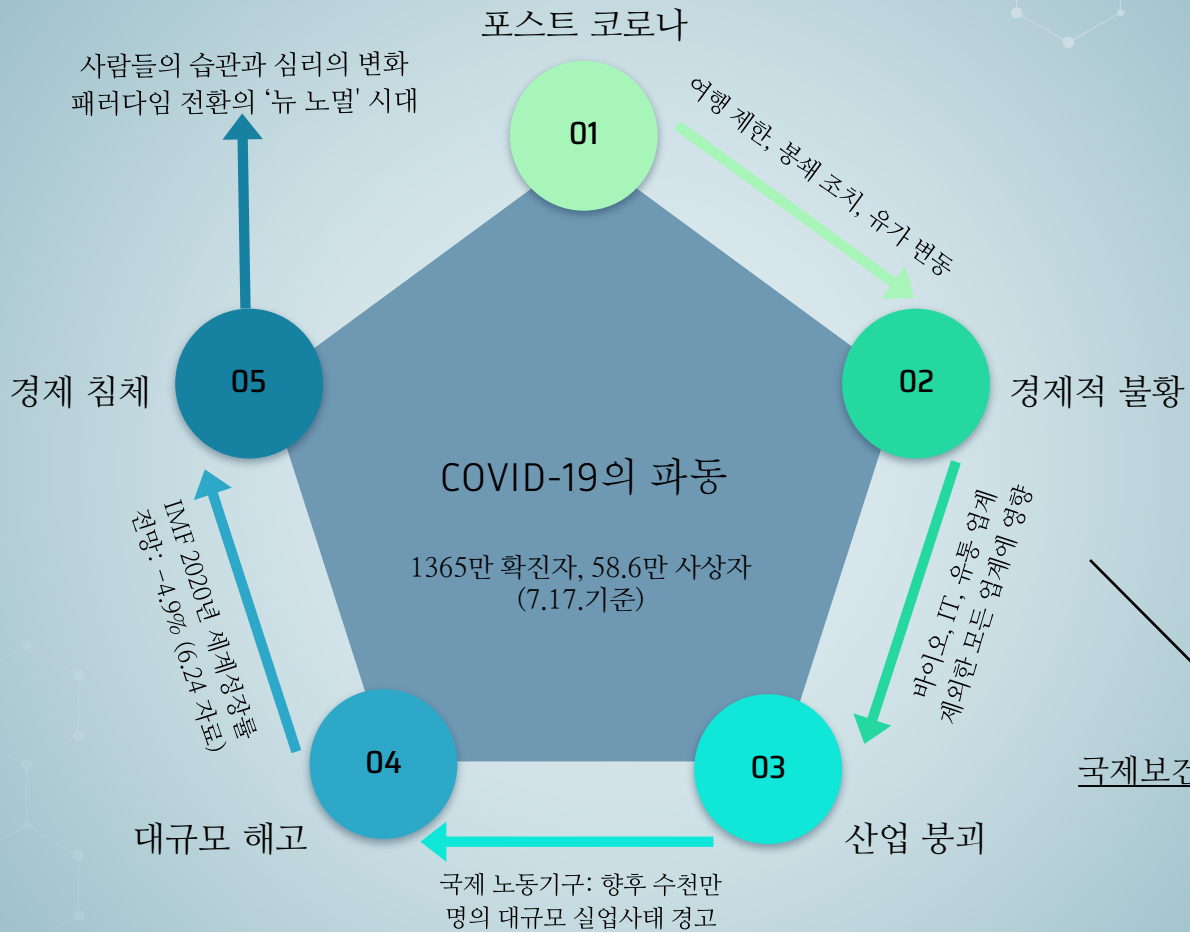 포스트 코로나
사람들의 습관과 심리의 변화
패러다임 전환의 ‘뉴 노멀' 시대
01
여행 제한, 봉쇄 조치, 유가 변동
05
02
경제 침체
경제적 불황
COVID-19의 파동
1365만 확진자, 58.6만 사상자
(7.17.기준)
IMF 2020년 세계성장률
전망: -4.9% (6.24 자료)
바이오, IT, 유통 업계
제외한 모든 업계에 영향
04
03
국제보건
대규모 해고
산업 붕괴
국제 노동기구: 향후 수천만
명의 대규모 실업사태 경고